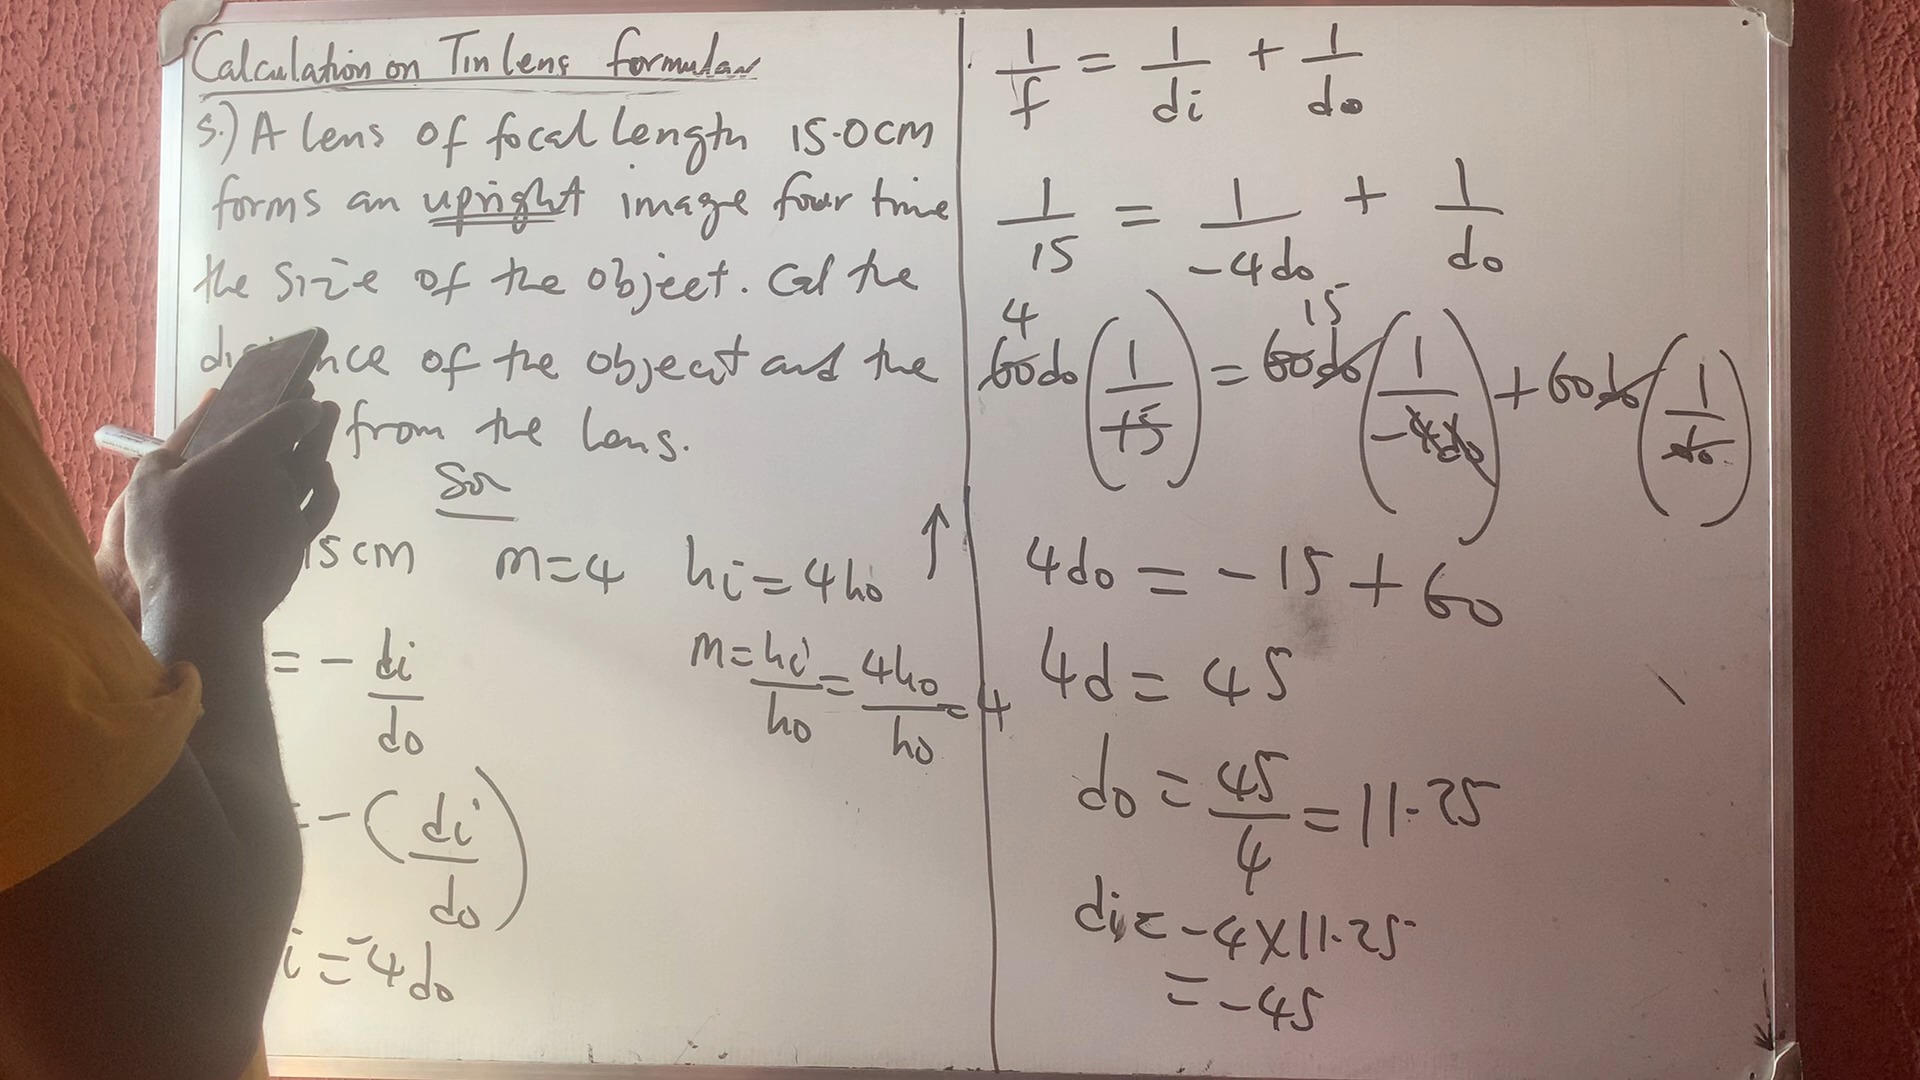 Calculation on Tin lens formular
5.) A lens of focal length 15.0cm
forms an upright image four time
the size of the object. Cal the
of the object and the
from the lens.
Sol
15cm m=4 hi=4ho ↑
= - di/do m=hi/ho=4ho/ho=4
= - (di/do)
i = -4do
1/f = 1/di + 1/do
1/15 = 1/-4do + 1/do
4 15
60do (1/15) = 60do (1/-4do) + 60do (1/do)
4do = -15 + 60
4d = 45
do = 45/4 = 11.25
di = -4 x 11.25
= -45